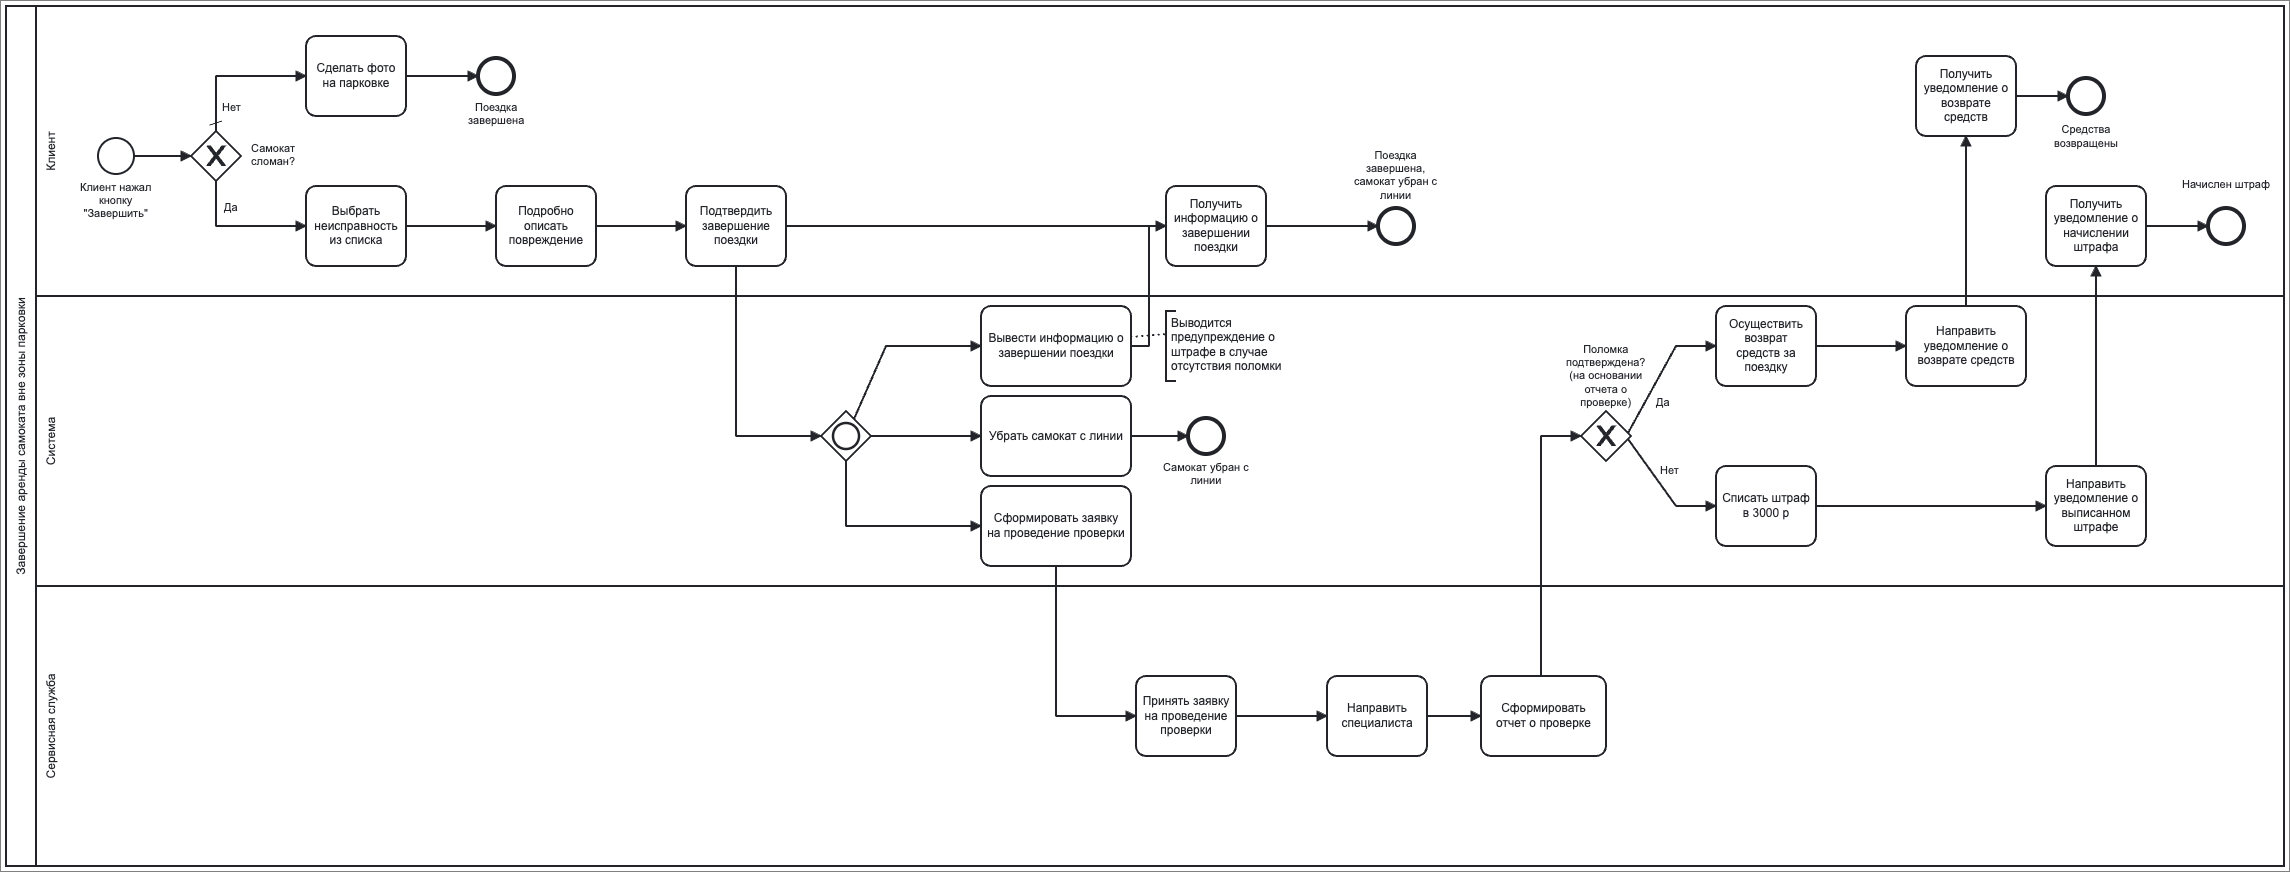 Завершение аренды самоката вне зоны парковки
Клиент
Клиент нажал
кнопку
"Завершить"
Самокат
сломан?
Нет
Да
Сделать фото
на парковке
Поездка
завершена
Выбрать
неисправность
из списка
Подробно
описать
повреждение
Подтвердить
завершение
поездки
Получить
информацию о
завершении
поездки
Поездка
завершена,
самокат убран с
линии
Получить
уведомление о
возврате
средств
Средства
возвращены
Получить
уведомление о
начислении
штрафа
Начислен штраф
Система
Вывести информацию о
завершении поездки
Выводится
предупреждение о
штрафе в случае
отсутствия поломки
Убрать самокат с линии
Самокат убран с
линии
Сформировать заявку
на проведение проверки
Поломка
подтверждена?
(на основании
отчета о
проверке)
Да
Нет
Осуществить
возврат
средств за
поездку
Направить
уведомление о
возврате средств
Списать штраф
в 3000 р
Направить
уведомление о
выписанном
штрафе
Сервисная служба
Принять заявку
на проведение
проверки
Направить
специалиста
Сформировать
отчет о проверке